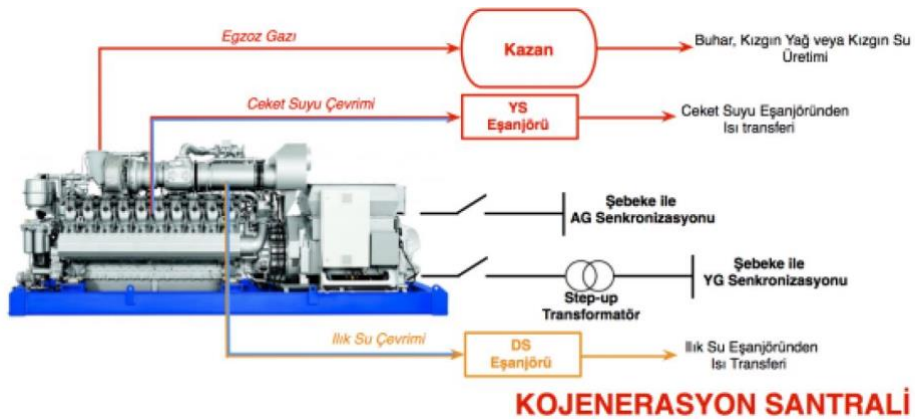 Egzoz Gazı
Kazan
Buhar, Kızgın Yağ veya Kızgın Su
Üretimi
Ceket Suyu Çevrimi
YS
Eşanjörü
Ceket Suyu Eşanjöründen
Isı transferi
Şebeke ile
AG Senkronizasyonu
Şebeke ile
YG Senkronizasyonu
Step-up
Transformatör
Ilık Su Çevrimi
DS
Eşanjörü
Ilık Su Eşanjöründen
Isı Transferi
KOJENERASYON SANTRALİ